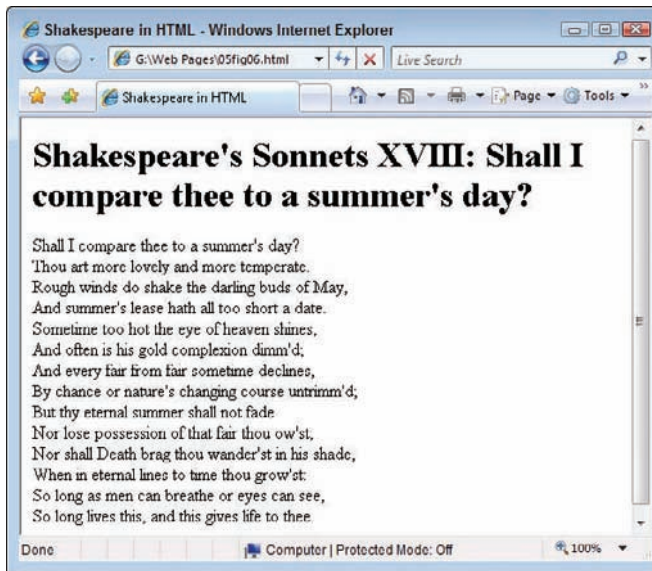 Shakespeare in HTML - Windows Internet Explorer
G:\Web Pages\05fig06.html
Live Search
Shakespeare in HTML
Page
Tools
Shakespeare's Sonnets XVIII: Shall I
compare thee to a summer's day?
Shall I compare thee to a summer's day?
Thou art more lovely and more temperate.
Rough winds do shake the darling buds of May,
And summer's lease hath all too short a date.
Sometime too hot the eye of heaven shines,
And often is his gold complexion dimm'd;
And every fair from fair sometime declines,
By chance or nature's changing course untrimm'd;
But thy eternal summer shall not fade
Nor lose possession of that fair thou ow'st,
Nor shall Death brag thou wander'st in his shade,
When in eternal lines to time thou grow'st:
So long as men can breathe or eyes can see,
So long lives this, and this gives life to thee
Done
Computer | Protected Mode: Off
100%